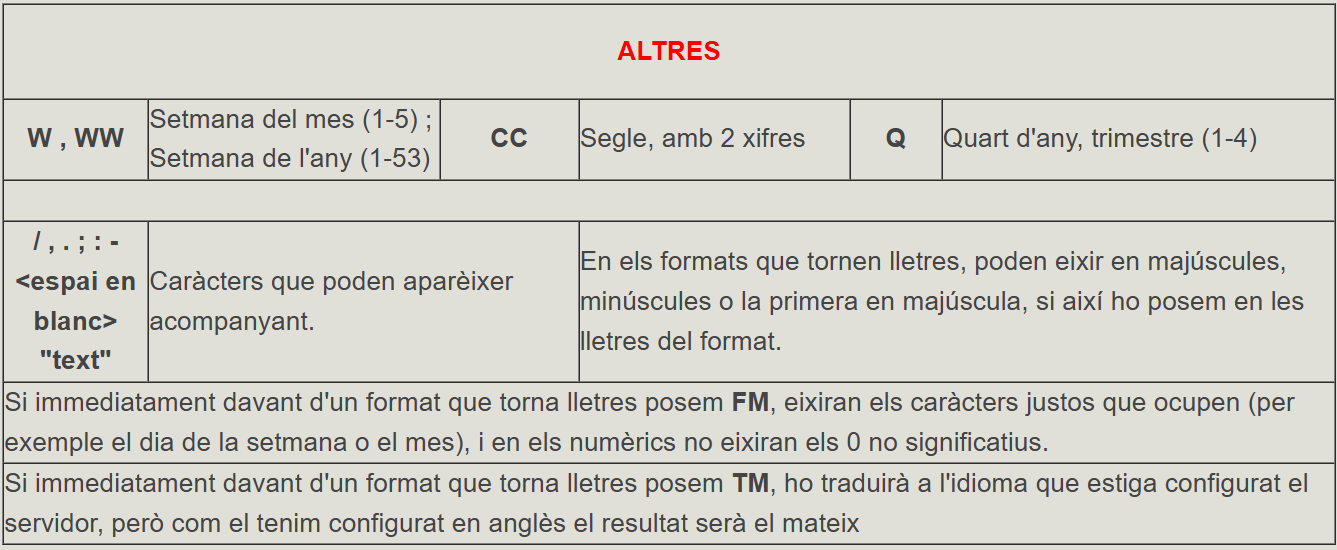 ALTRES
W , WW
Setmana del mes (1-5) ;
Setmana de l'any (1-53)
CC
Segle, amb 2 xifres
Q
Quart d'any, trimestre (1-4)
/ , . ; : -
<espai en
blanc>
"text"
Caràcters que poden aparèixer
acompanyant.
En els formats que tornen lletres, poden eixir en majúscules,
minúscules o la primera en majúscula, si així ho posem en les
lletres del format.
Si immediatament davant d'un format que torna lletres posem FM, eixiran els caràcters justos que ocupen (per
exemple el dia de la setmana o el mes), i en els numèrics no eixiran els 0 no significatius.
Si immediatament davant d'un format que torna lletres posem TM, ho traduirà a l'idioma que estiga configurat el
servidor, però com el tenim configurat en anglès el resultat serà el mateix